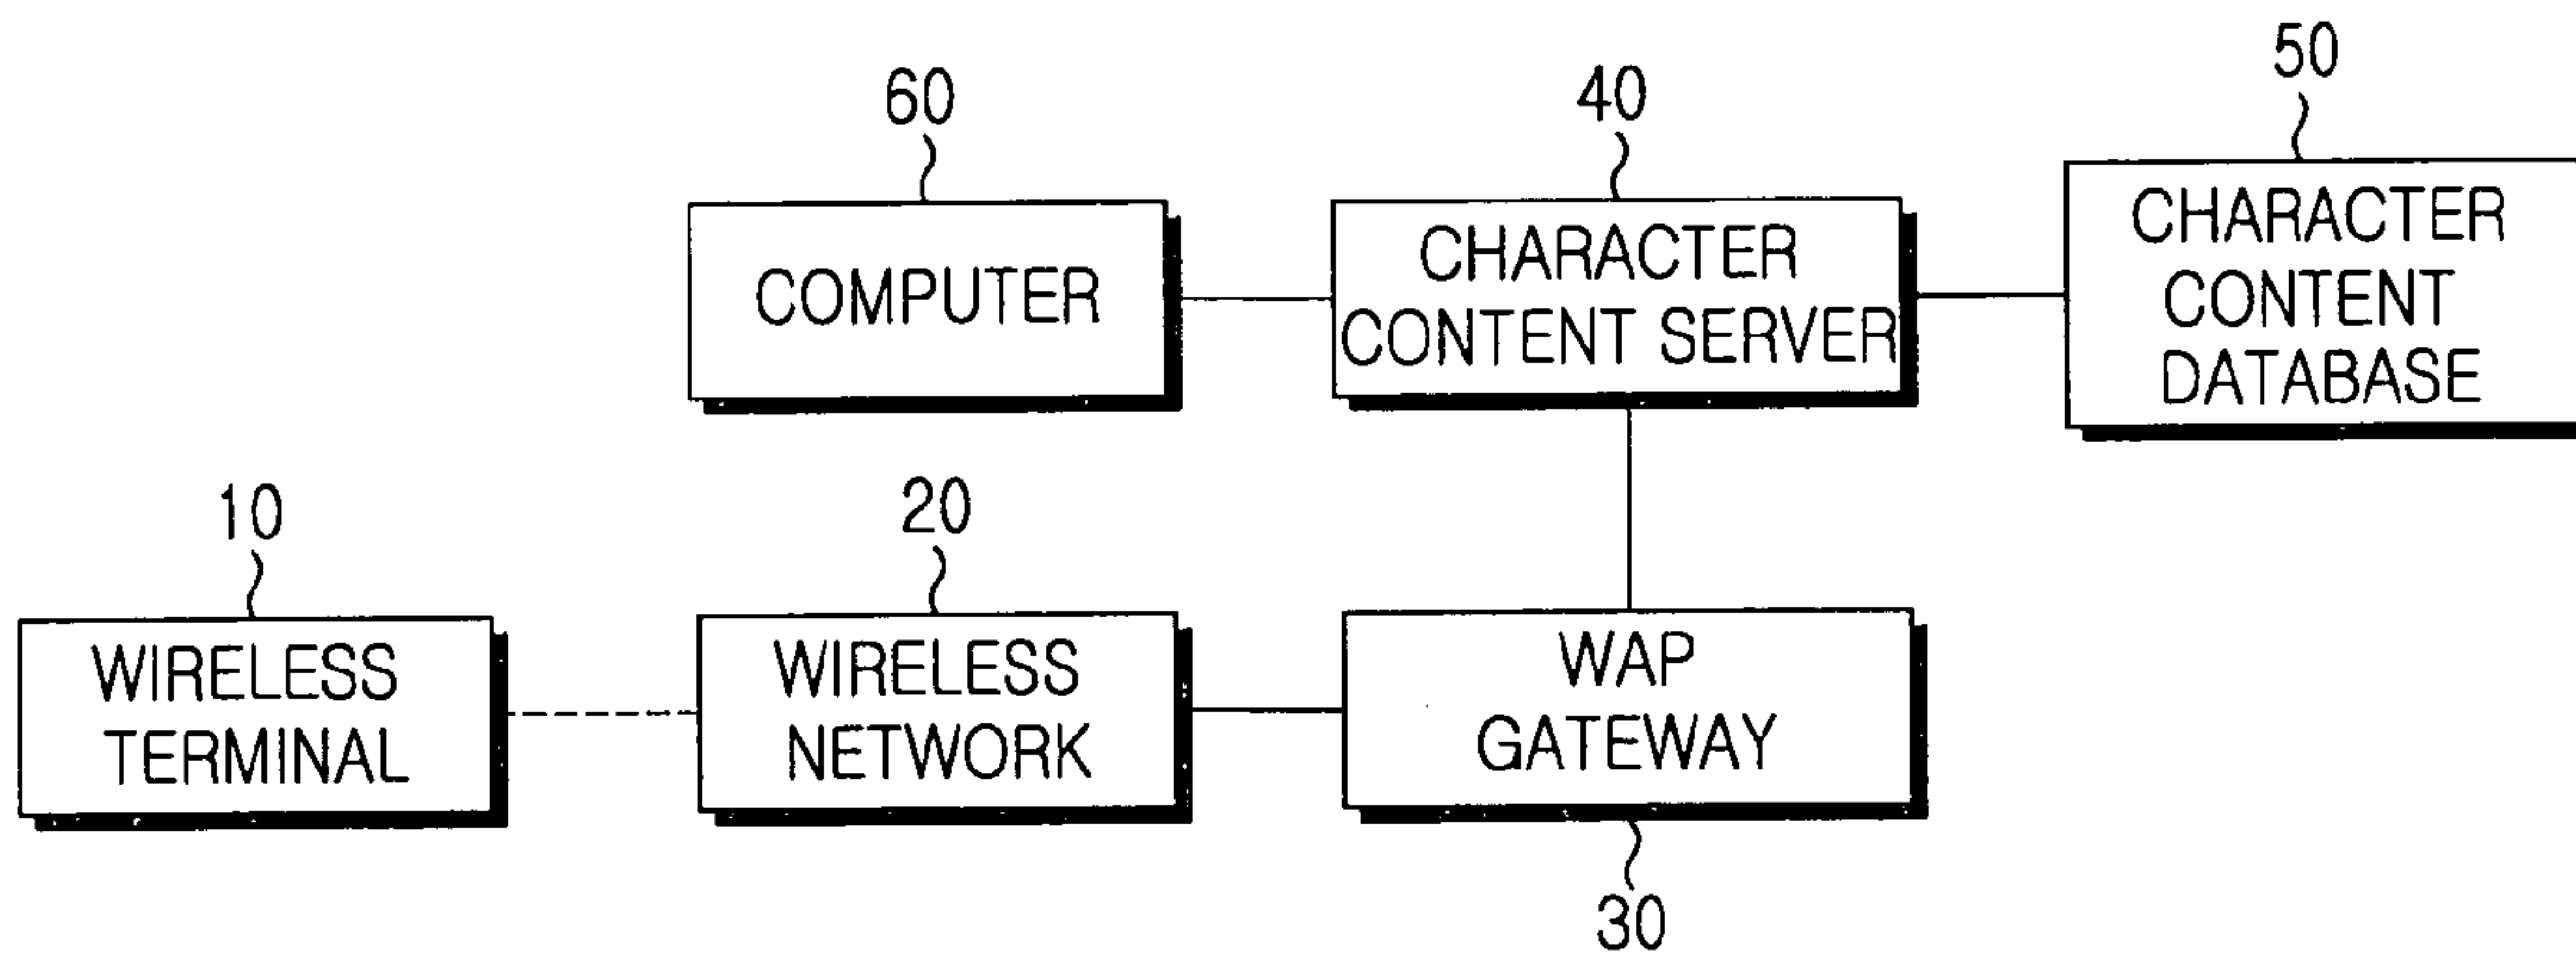 50
60
40
CHARACTER
CONTENT
DATABASE
CHARACTER
CONTENT SERVER
COMPUTER
10
20
WIRELESS
TERMINAL
WIRELESS
NETWORK
WAP
GATEWAY
30